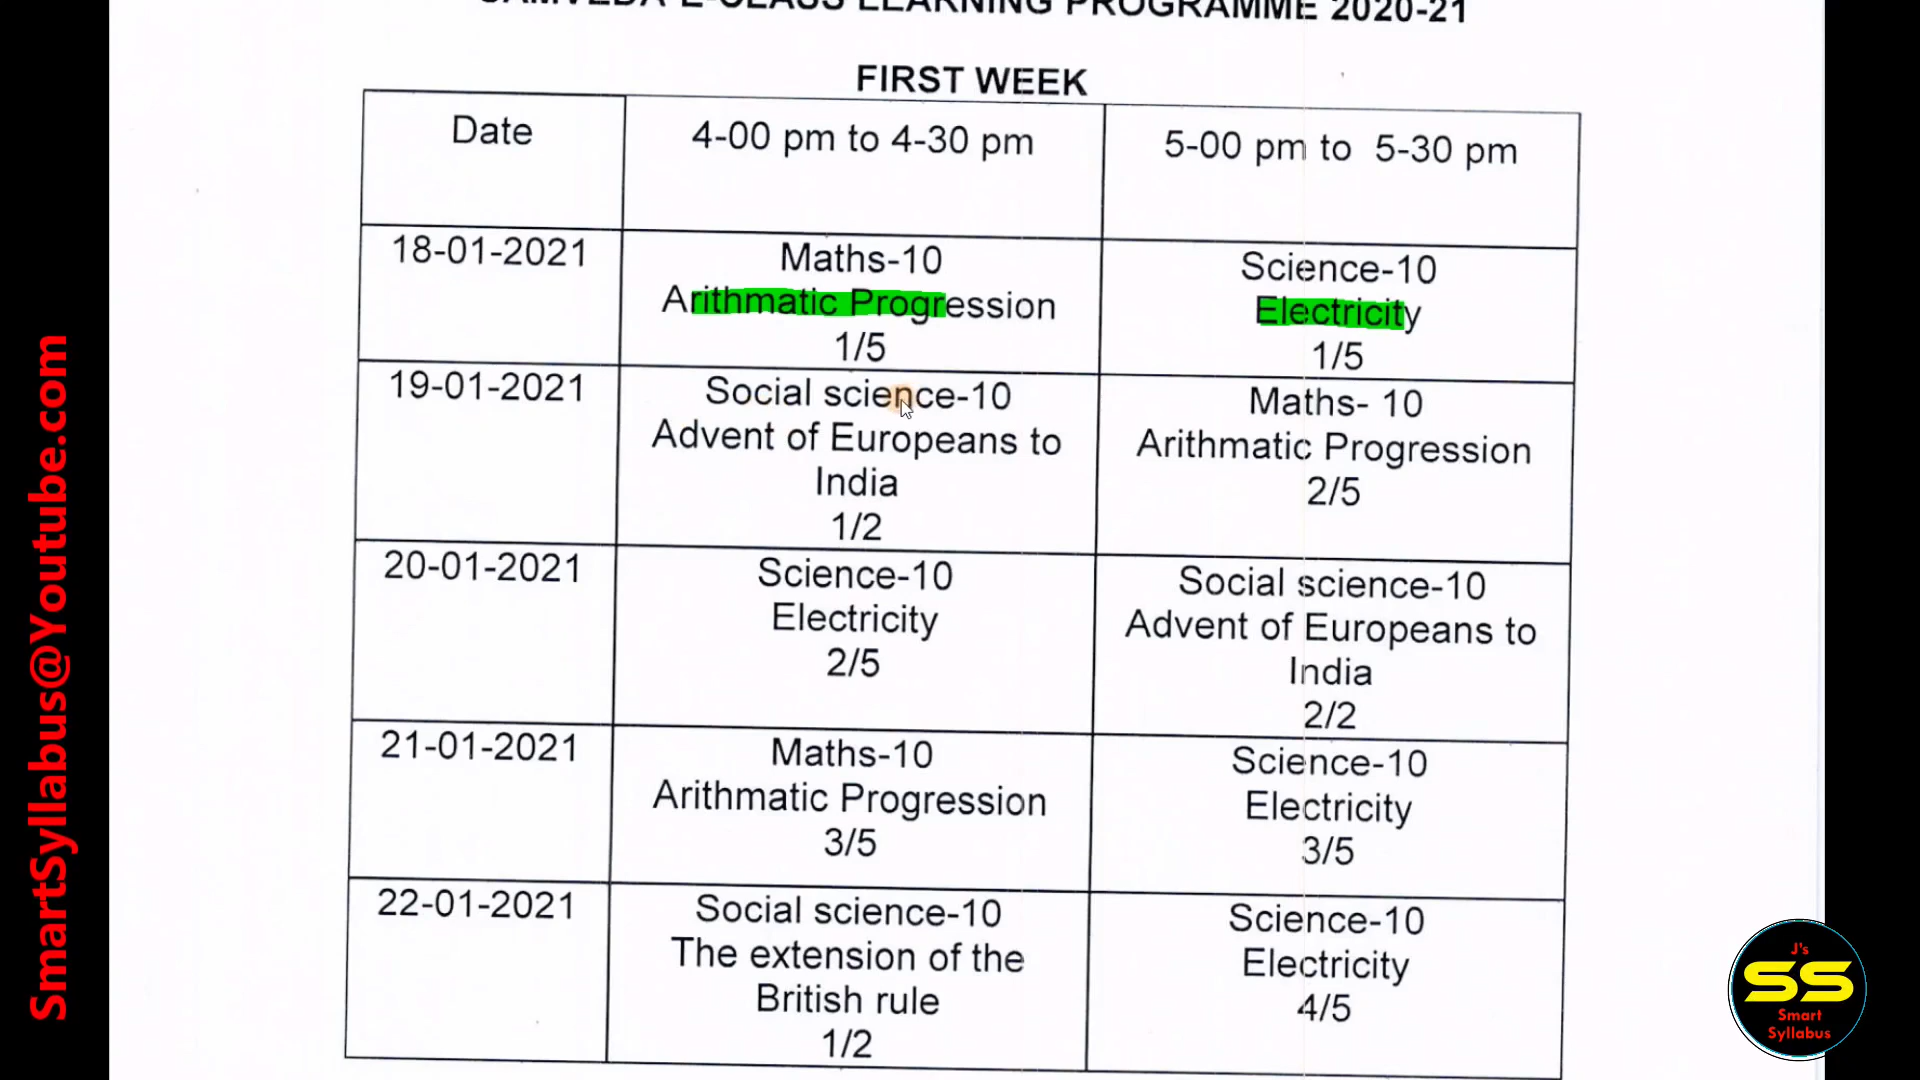 SAMVEDA E-CLASS LEARNING PROGRAMME 2020-21
FIRST WEEK
Date
4-00 pm to 4-30 pm
5-00 pm to 5-30 pm
18-01-2021
Maths-10
Arithmatic Progression
1/5
Science-10
Electricity
1/5
19-01-2021
Social science-10
Advent of Europeans to
India
1/2
Maths- 10
Arithmatic Progression
2/5
20-01-2021
Science-10
Electricity
2/5
Social science-10
Advent of Europeans to
India
2/2
21-01-2021
Maths-10
Arithmatic Progression
3/5
Science-10
Electricity
3/5
22-01-2021
Social science-10
The extension of the
British rule
1/2
Science-10
Electricity
4/5
SmartSyllabus@Youtube.com
J's
SS
Smart
Syllabus